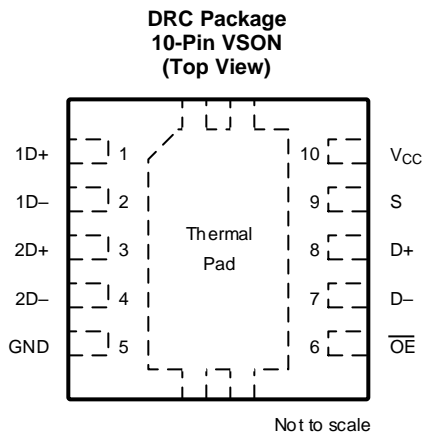 DRC Package
10-Pin VSON
(Top View)
1D+ 1 10 VCC
1D– 2 9 S
2D+ 3 Thermal 8 D+
Pad
2D– 4 7 D–
GND 5 6 O̅E̅
Not to scale